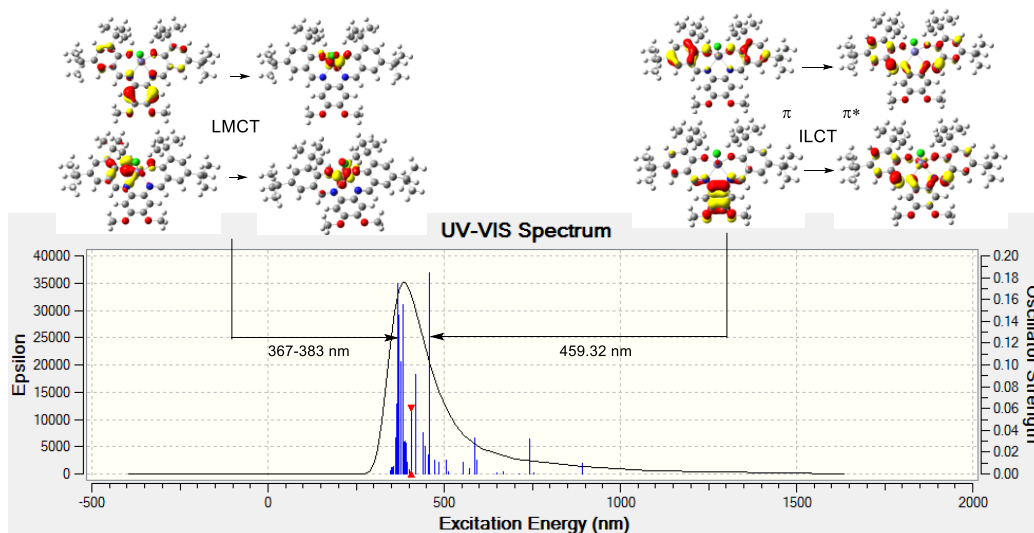 LMCT
π π*
ILCT
UV-VIS Spectrum
Epsilon
40000
35000
30000
25000
20000
15000
10000
5000
0
367-383 nm
459.32 nm
0.20
0.18
0.16
0.14
0.12
0.10
0.08
0.06
0.04
0.02
0.00
Oscillator Strength
-500 0 500 1000 1500 2000
Excitation Energy (nm)